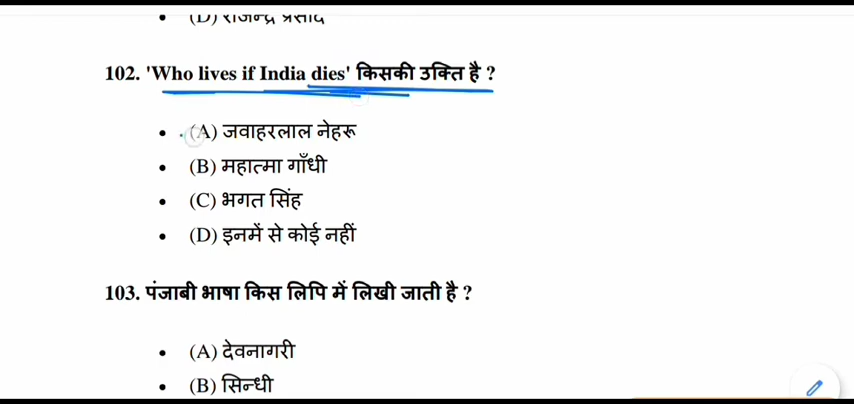 (D) राजेन्द्र प्रसाद
102. 'Who lives if India dies' किसकी उक्ति है ?
(A) जवाहरलाल नेहरू
(B) महात्मा गाँधी
(C) भगत सिंह
(D) इनमें से कोई नहीं
103. पंजाबी भाषा किस लिपि में लिखी जाती है ?
(A) देवनागरी
(B) सिन्धी